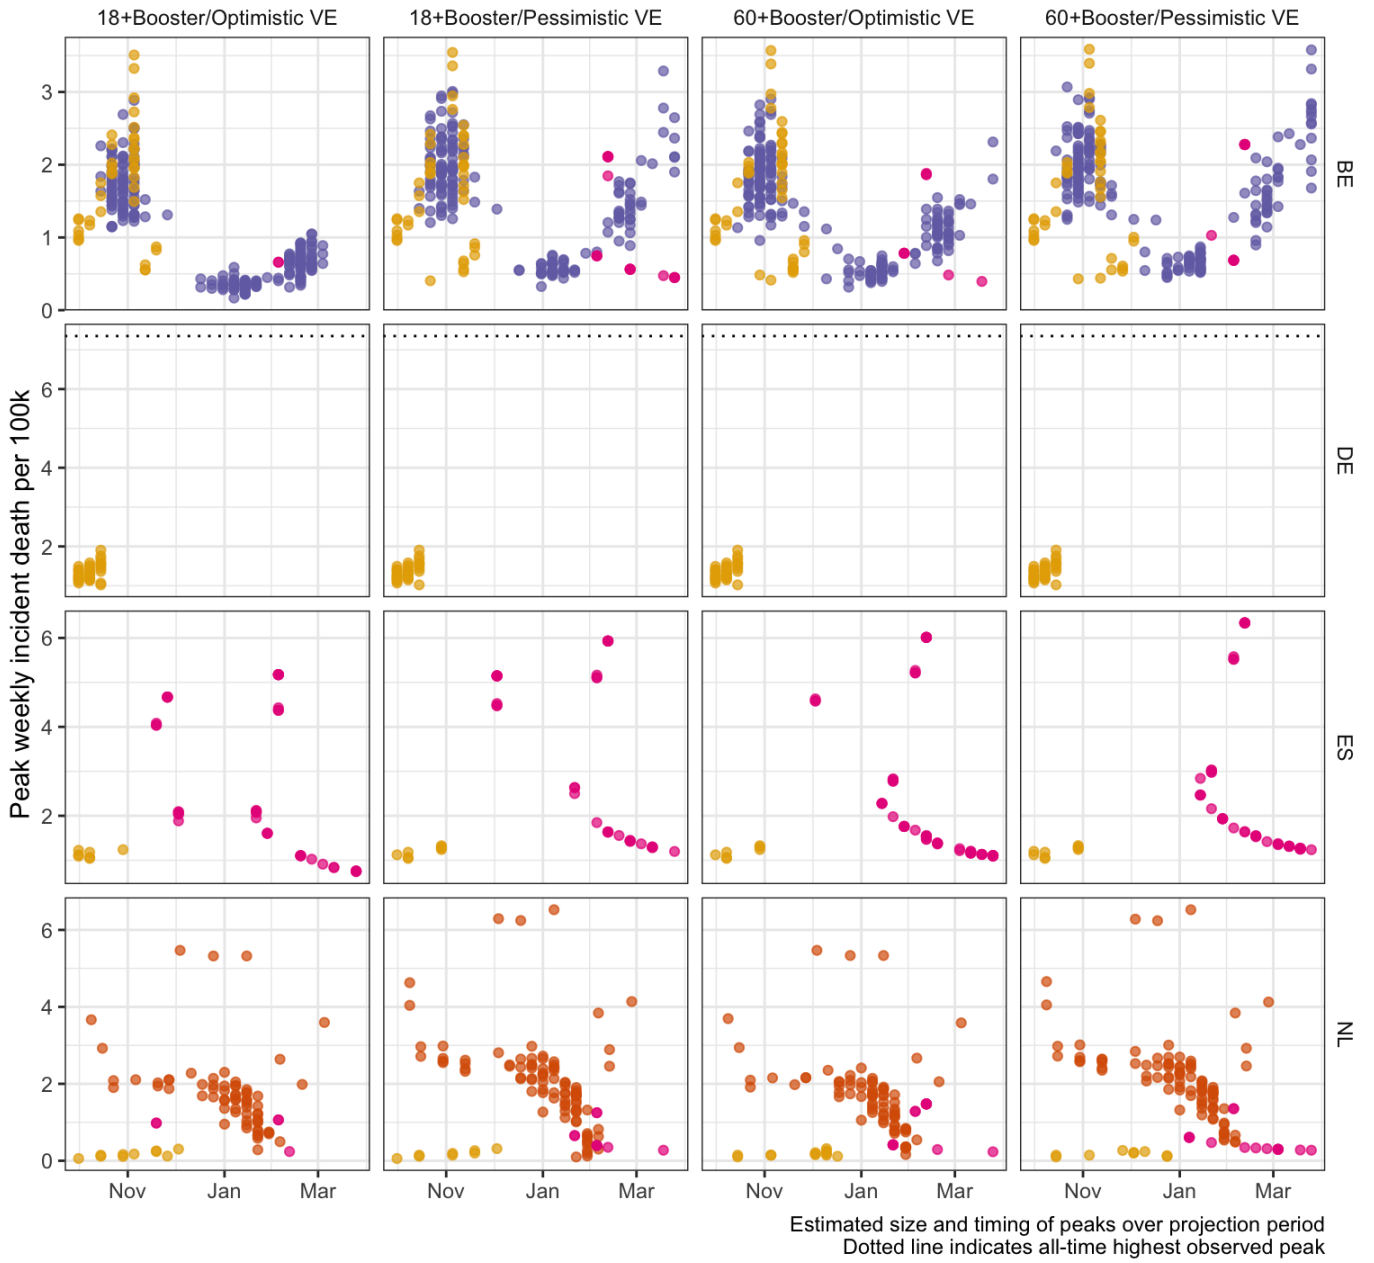 18+Booster/Optimistic VE
18+Booster/Pessimistic VE
60+Booster/Optimistic VE
60+Booster/Pessimistic VE
Peak weekly incident death per 100k
3
2
1
0
BE
6
4
2
DE
6
4
2
ES
6
4
2
0
NL
Nov Jan Mar
Nov Jan Mar
Nov Jan Mar
Nov Jan Mar
Estimated size and timing of peaks over projection period
Dotted line indicates all-time highest observed peak